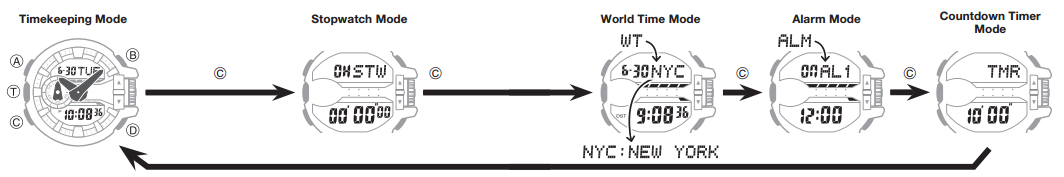 Timekeeping Mode
Stopwatch Mode
World Time Mode
Alarm Mode
Countdown Timer
Mode
WT
ALM
A
B
T
C
D
6-30 TUE
10:08 36
C
0H STW
00'00"00
C
6-30 NYC
DST 9:08 36
NYC:NEW YORK
C
AL1
12:00
C
TMR
10'00"